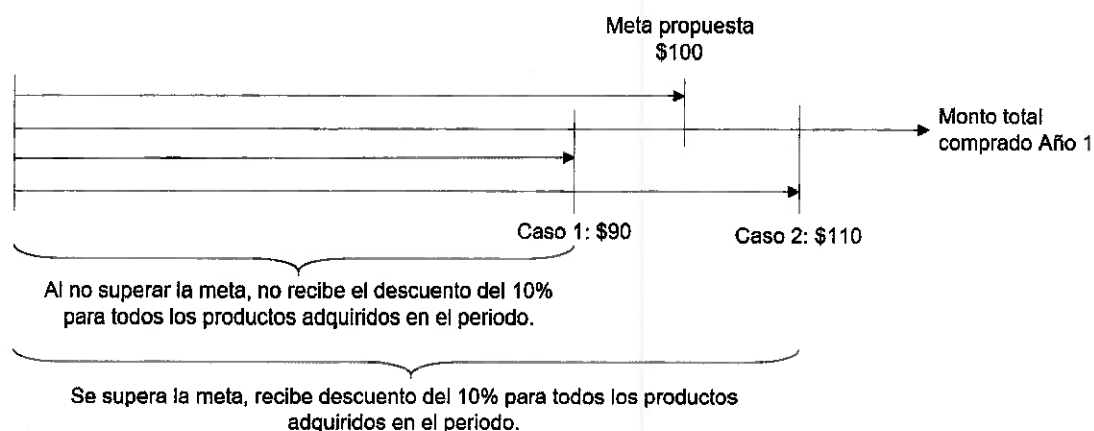 Meta propuesta
$100
Monto total
comprado Año 1
Caso 1: $90
Caso 2: $110
Al no superar la meta, no recibe el descuento del 10%
para todos los productos adquiridos en el periodo.
Se supera la meta, recibe descuento del 10% para todos los productos
adquiridos en el periodo.